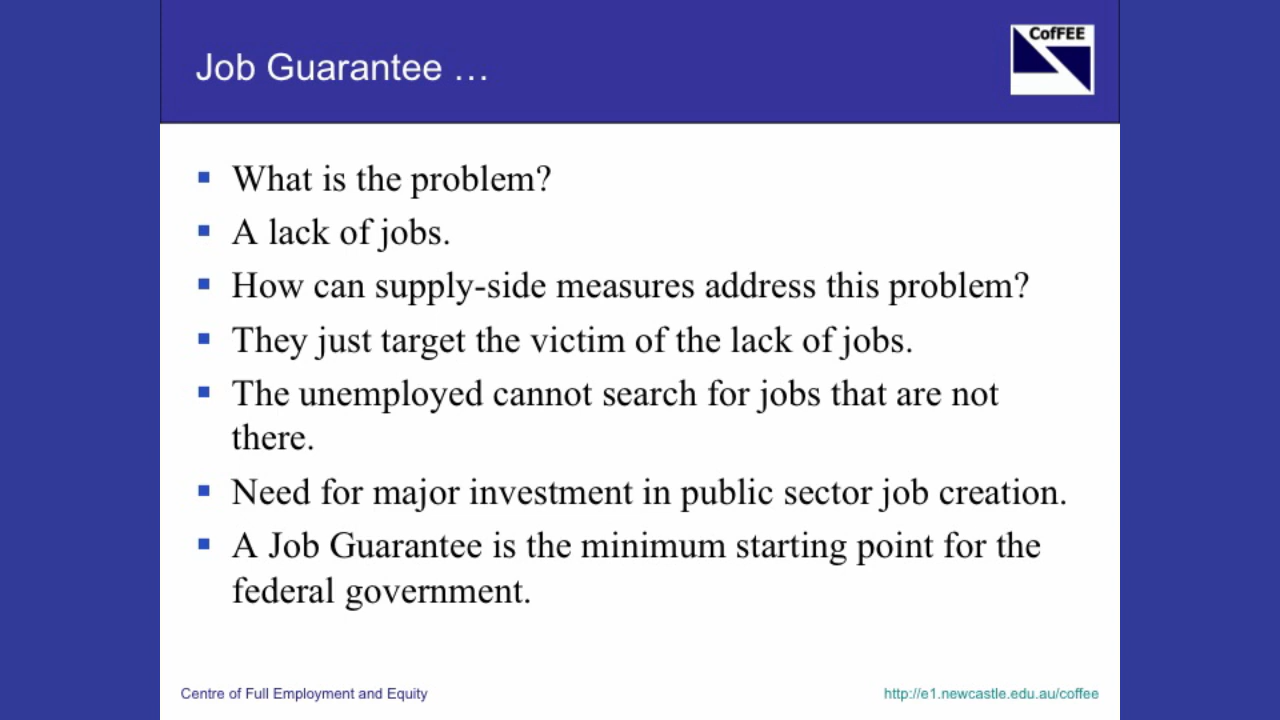 Job Guarantee …
CofFEE
What is the problem?
A lack of jobs.
How can supply-side measures address this problem?
They just target the victim of the lack of jobs.
The unemployed cannot search for jobs that are not
there.
Need for major investment in public sector job creation.
A Job Guarantee is the minimum starting point for the
federal government.
Centre of Full Employment and Equity
http://e1.newcastle.edu.au/coffee